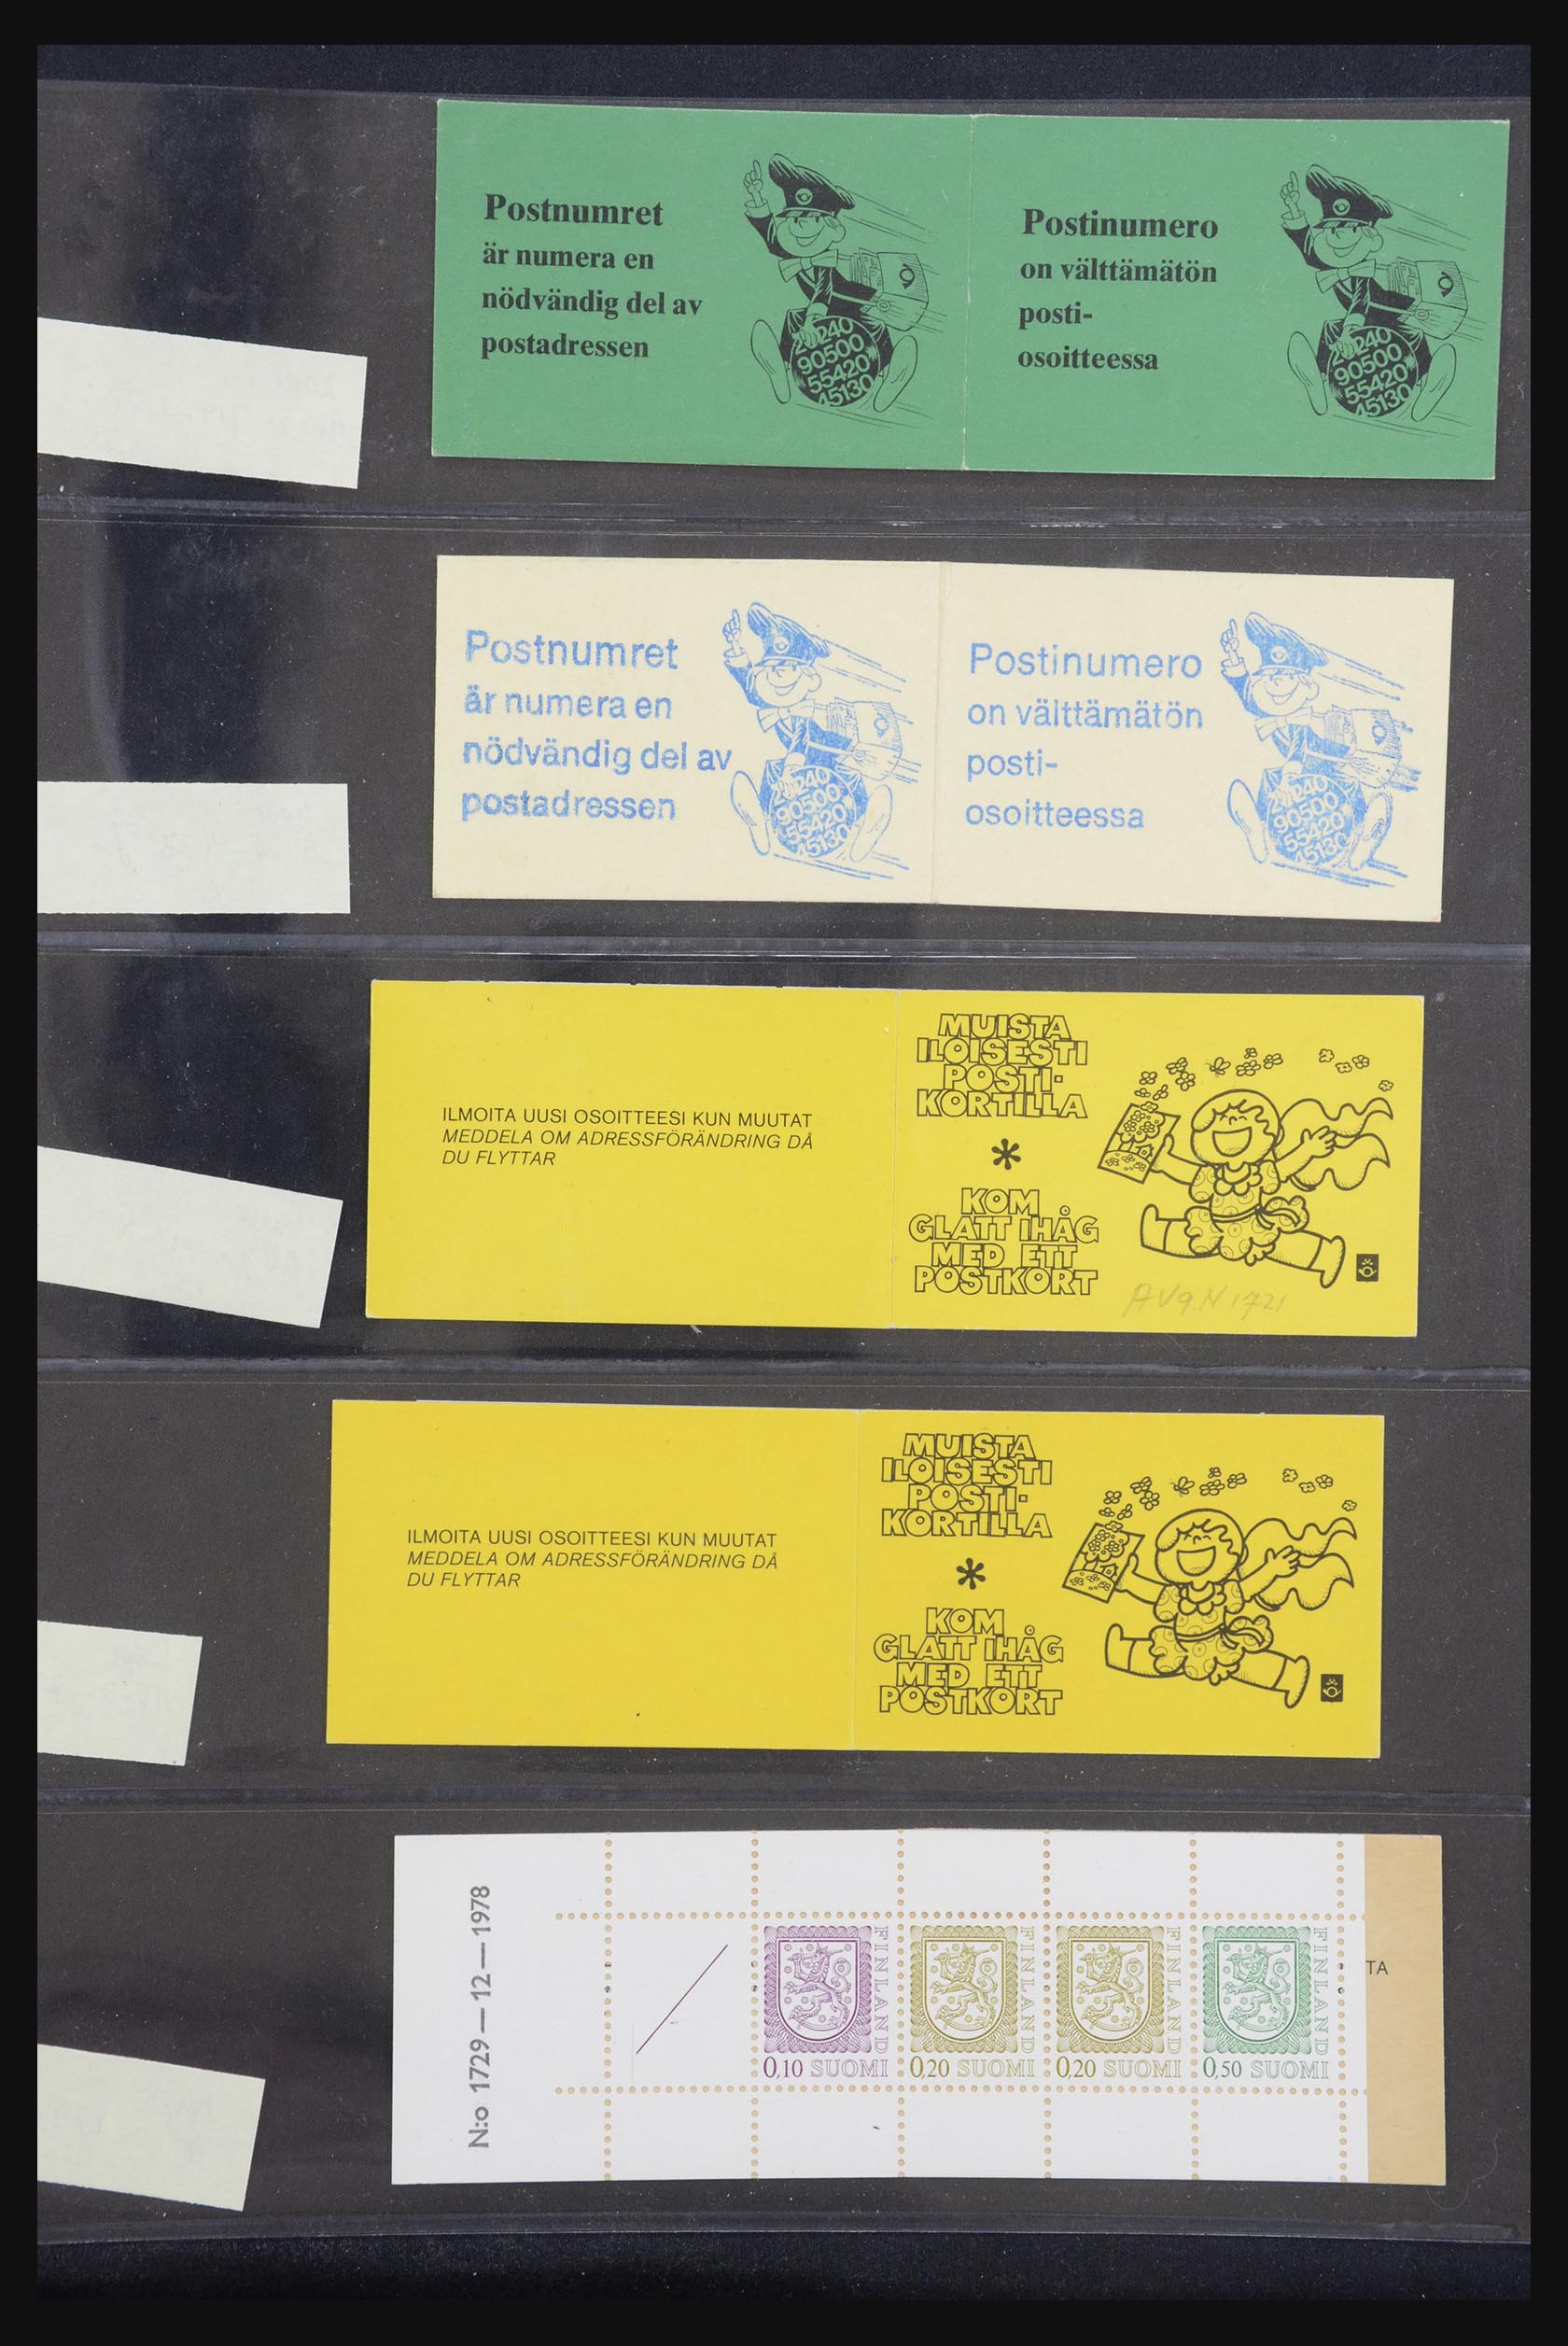 Postnumret
är numera en
nödvändig del av
postadressen
20240
90500
55420
45130
Postinumero
on välttämätön
posti-
osoitteessa
20240
90500
55420
45130
Postnumret
är numera en
nödvändig del av
postadressen
20240
90500
55420
45130
Postinumero
on välttämätön
posti-
osoitteessa
20240
90500
55420
45130
ILMOITA UUSI OSOITTEESI KUN MUUTAT
MEDDELA OM ADRESSFÖRÄNDRING DÅ
DU FLYTTAR
MUISTA
ILOISESTI
POSTI-
KORTILLA
*
KOM
GLATT IHÅG
MED ETT
POSTKORT
AV9N1721
ILMOITA UUSI OSOITTEESI KUN MUUTAT
MEDDELA OM ADRESSFÖRÄNDRING DÅ
DU FLYTTAR
MUISTA
ILOISESTI
POSTI-
KORTILLA
*
KOM
GLATT IHÅG
MED ETT
POSTKORT
N:o 1729 — 12 — 1978
FINLAND
0,10 SUOMI
FINLAND
0,20 SUOMI
FINLAND
0,20 SUOMI
FINLAND
0,50 SUOMI
TA